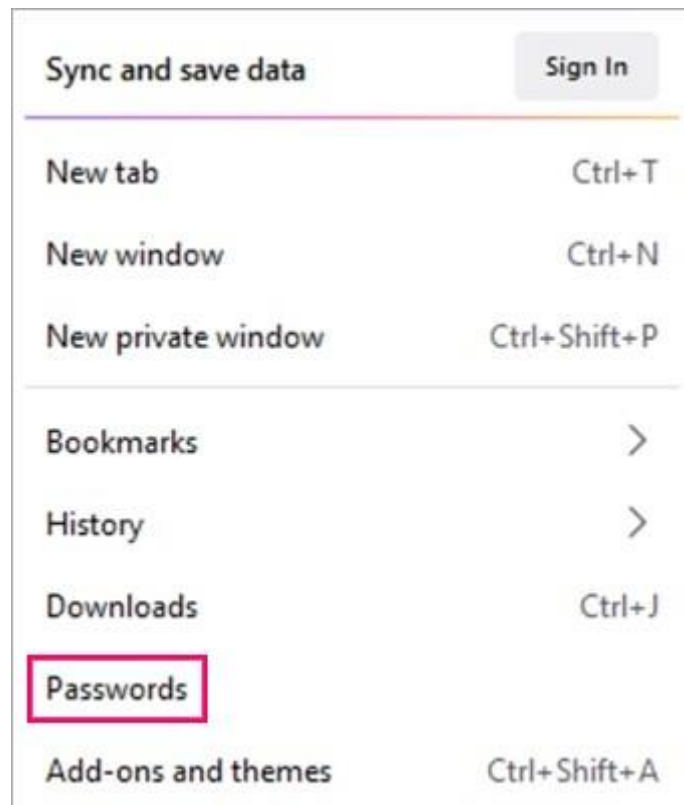 Sync and save data Sign In
New tab Ctrl+T
New window Ctrl+N
New private window Ctrl+Shift+P
Bookmarks
History
Downloads Ctrl+J
Passwords
Add-ons and themes Ctrl+Shift+A